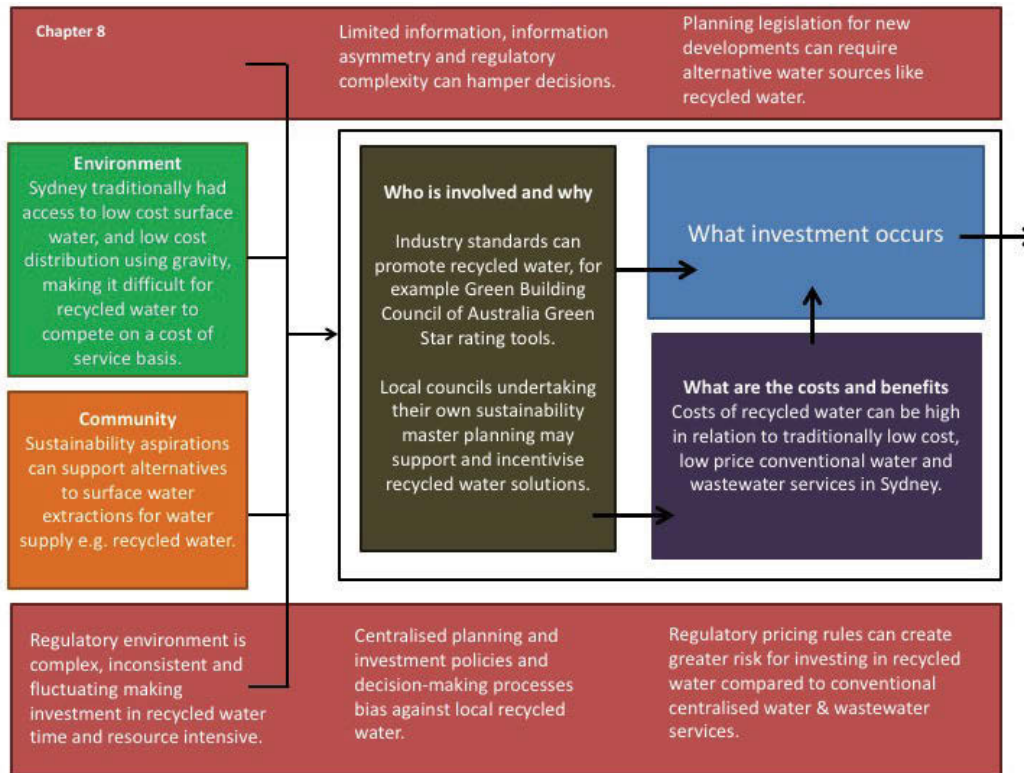 Chapter 8
Limited information, information
asymmetry and regulatory
complexity can hamper decisions.
Planning legislation for new
developments can require
alternative water sources like
recycled water.
Environment
Sydney traditionally had
access to low cost surface
water, and low cost
distribution using gravity,
making it difficult for
recycled water to
compete on a cost of
service basis.
Community
Sustainability aspirations
can support alternatives
to surface water
extractions for water
supply e.g. recycled water.
Who is involved and why
Industry standards can
promote recycled water, for
example Green Building
Council of Australia Green
Star rating tools.
Local councils undertaking
their own sustainability
master planning may
support and incentivise
recycled water solutions.
What investment occurs
What are the costs and benefits
Costs of recycled water can be high
in relation to traditionally low cost,
low price conventional water and
wastewater services in Sydney.
Regulatory environment is
complex, inconsistent and
fluctuating making
investment in recycled water
time and resource intensive.
Centralised planning and
investment policies and
decision-making processes
bias against local recycled
water.
Regulatory pricing rules can create
greater risk for investing in recycled
water compared to conventional
centralised water & wastewater
services.